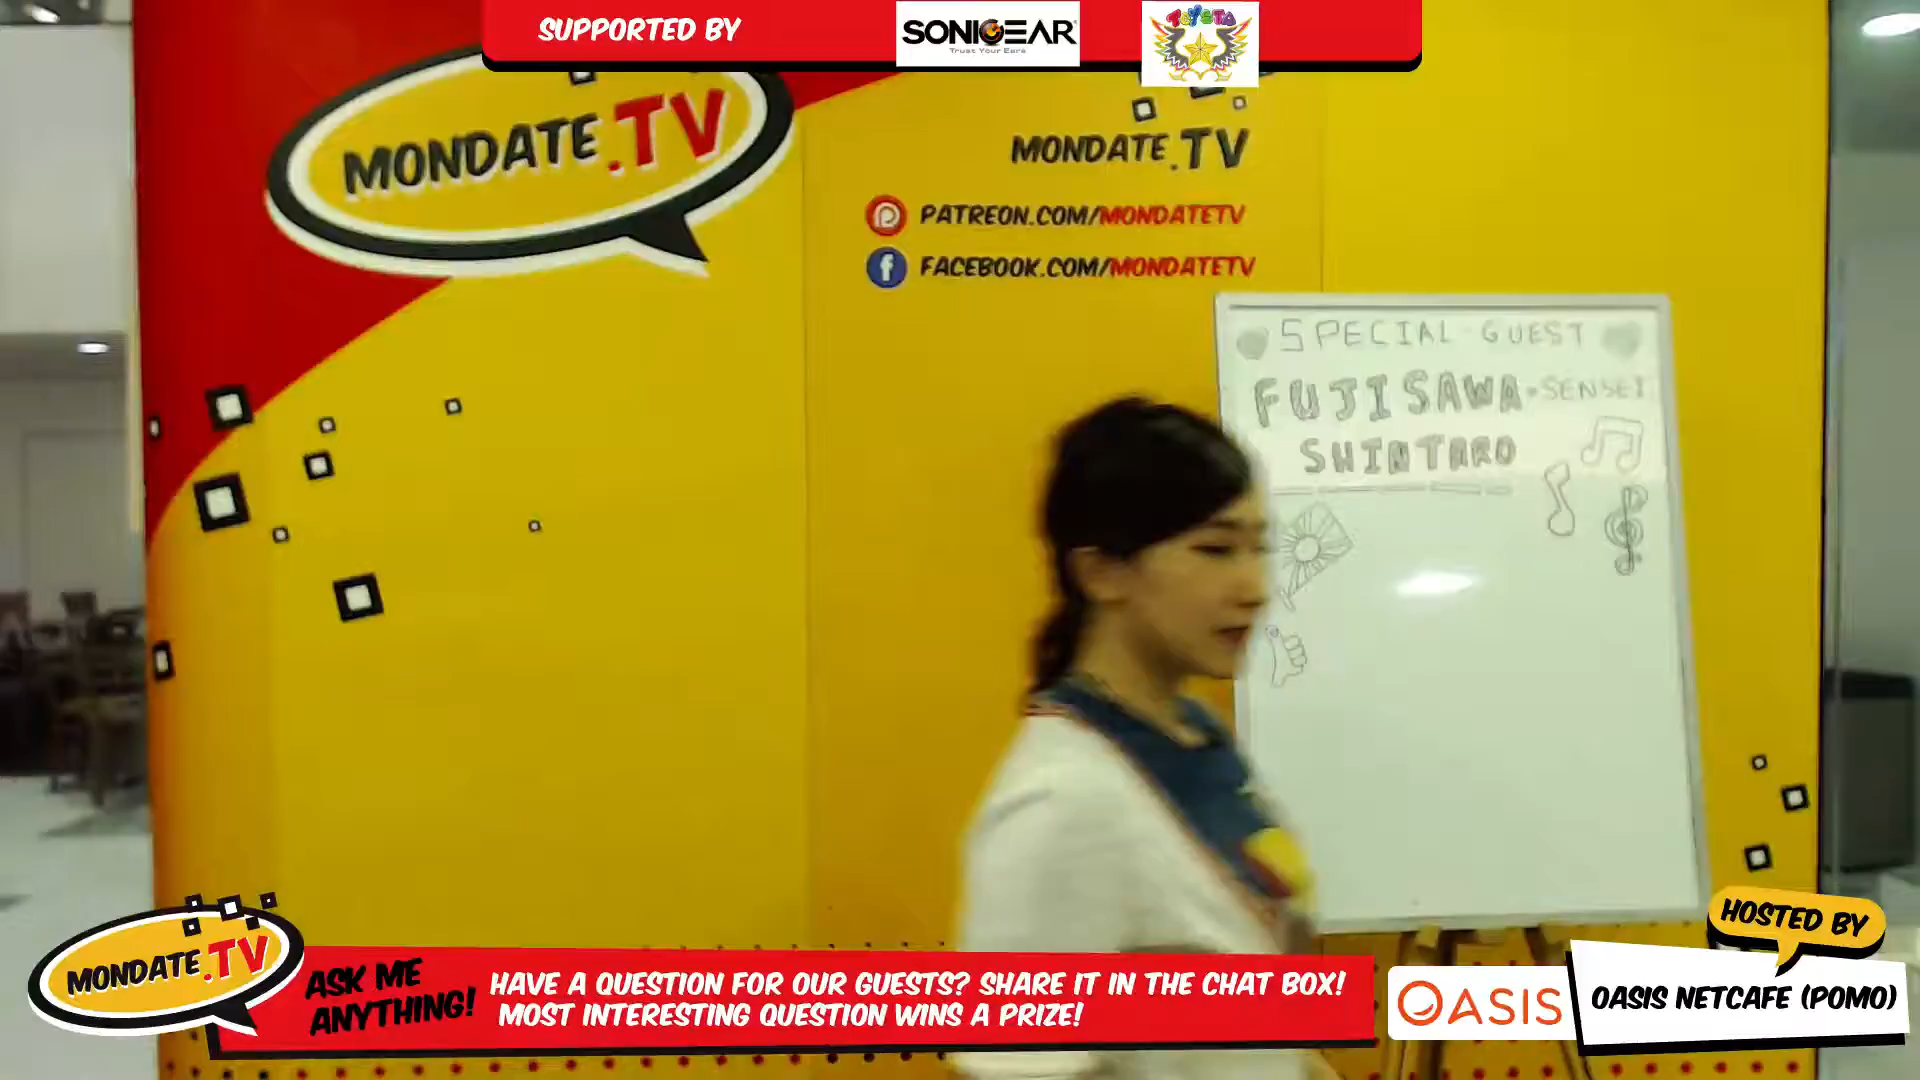 SUPPORTED BY
SONICGEAR
Trust Your Ears
TOYSTA
MONDATE.TV
MONDATE.TV
PATREON.COM/MONDATETV
FACEBOOK.COM/MONDATETV
SPECIAL GUEST
FUJISAWA-SENSEI
SHINTARO
HOSTED BY
MONDATE.TV
ASK ME
ANYTHING!
HAVE A QUESTION FOR OUR GUESTS? SHARE IT IN THE CHAT BOX!
MOST INTERESTING QUESTION WINS A PRIZE!
OASIS
OASIS NETCAFE (POMO)